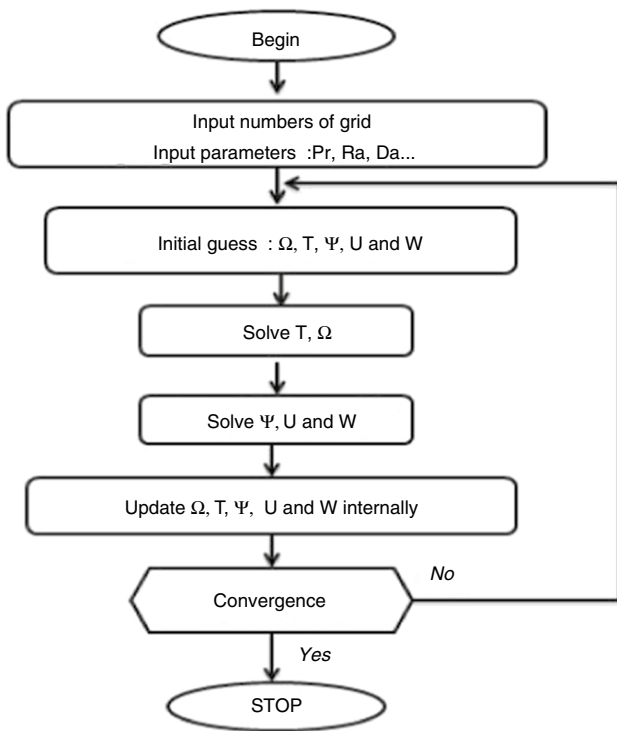 Begin
Input numbers of grid
Input parameters :Pr, Ra, Da...
Initial guess : Ω, T, Ψ, U and W
Solve T, Ω
Solve Ψ, U and W
Update Ω, T, Ψ, U and W internally
No
Convergence
Yes
STOP